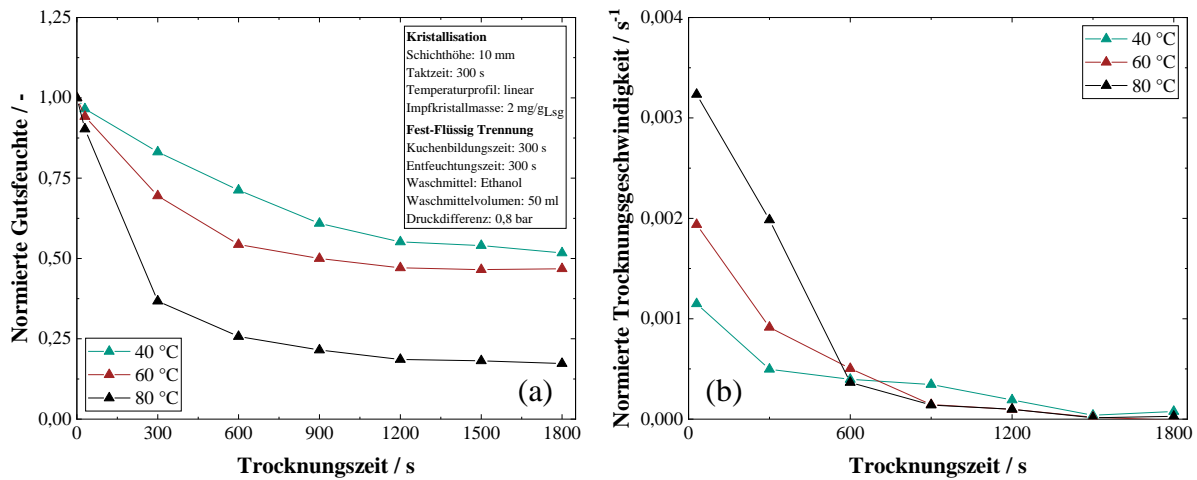 Normierte Gutsfeuchte / -
1,25
1,00
0,75
0,50
0,25
0,00
Kristallisation
Schichthöhe: 10 mm
Taktzeit: 300 s
Temperaturprofil: linear
Impfkristallmasse: 2 mg/gLsg
Fest-Flüssig Trennung
Kuchenbildungszeit: 300 s
Entfeuchtungszeit: 300 s
Waschmittel: Ethanol
Waschmittelvolumen: 50 ml
Druckdifferenz: 0,8 bar
40 °C
60 °C
80 °C
(a)
0 300 600 900 1200 1500 1800
Trocknungszeit / s
Normierte Trocknungsgeschwindigkeit / s-1
0,004
0,003
0,002
0,001
0,000
40 °C
60 °C
80 °C
(b)
0 600 1200 1800
Trocknungszeit / s